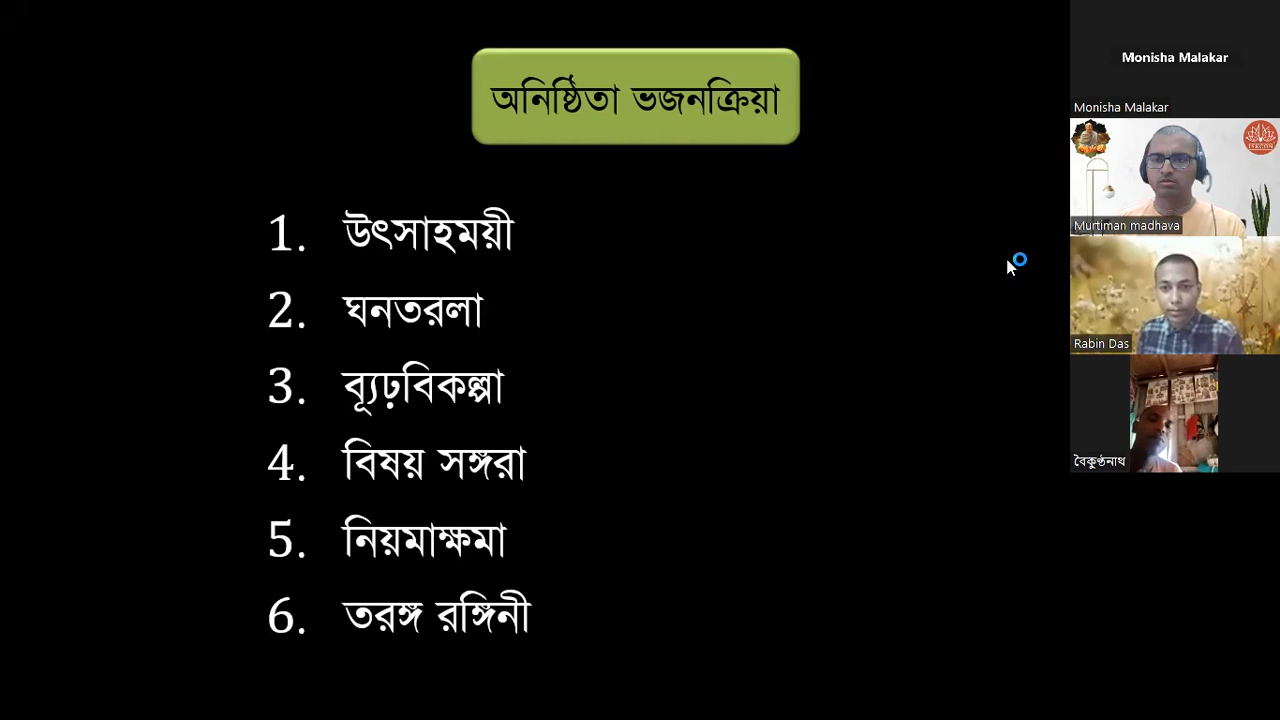 অনিষ্ঠিতা ভজনক্রিয়া
1. উৎসাহময়ী
2. ঘনতরলা
3. ব্যূঢ়বিকল্পা
4. বিষয় সঙ্গরা
5. নিয়মাক্ষমা
6. তরঙ্গ রঙ্গিনী
Monisha Malakar
Monisha Malakar
ISKCON
Murtiman madhava
Rabin Das
বৈকুণ্ঠনাথ